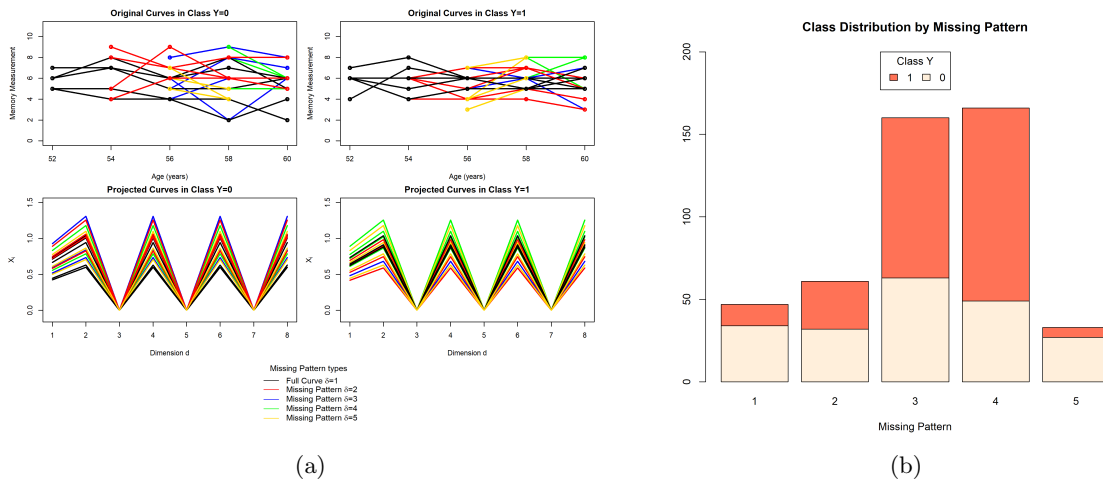 Original Curves in Class Y=0
Memory Measurement
0 2 4 6 8 10
52 54 56 58 60
Age (years)
Original Curves in Class Y=1
Memory Measurement
0 2 4 6 8 10
52 54 56 58 60
Age (years)
Projected Curves in Class Y=0
Xi
0.0 0.5 1.0 1.5
1 2 3 4 5 6 7 8
Dimension d
Projected Curves in Class Y=1
Xi
0.0 0.5 1.0 1.5
1 2 3 4 5 6 7 8
Dimension d
Missing Pattern types
Full Curve δ=1
Missing Pattern δ=2
Missing Pattern δ=3
Missing Pattern δ=4
Missing Pattern δ=5
(a)
Class Distribution by Missing Pattern
Class Y
1 0
0 50 100 150 200
1 2 3 4 5
Missing Pattern
(b)